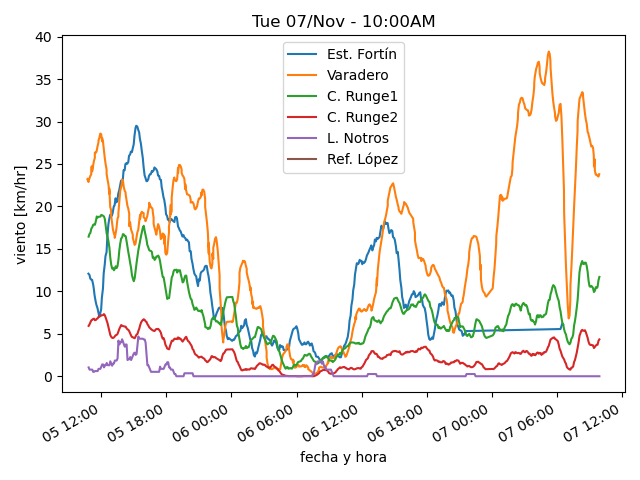 Tue 07/Nov - 10:00AM
40
35
30
25
20
15
10
5
0
viento [km/hr]
Est. Fortín
Varadero
C. Runge1
C. Runge2
L. Notros
Ref. López
05 12:00
05 18:00
06 00:00
06 06:00
06 12:00
06 18:00
07 00:00
07 06:00
07 12:00
fecha y hora